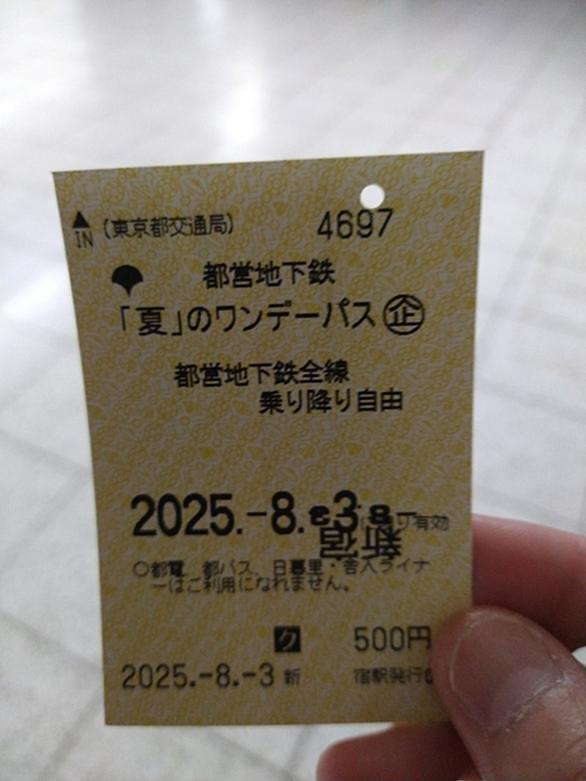 IN (東京都交通局) 4697
都営地下鉄
「夏」のワンデーパス 企
都営地下鉄全線
乗り降り自由
2025.-8.-3 り有効
新宿
○都電、都バス、日暮里・舎人ライナ
ーはご利用になれません。
ク 500円
2025.-8.-3 新宿駅発行